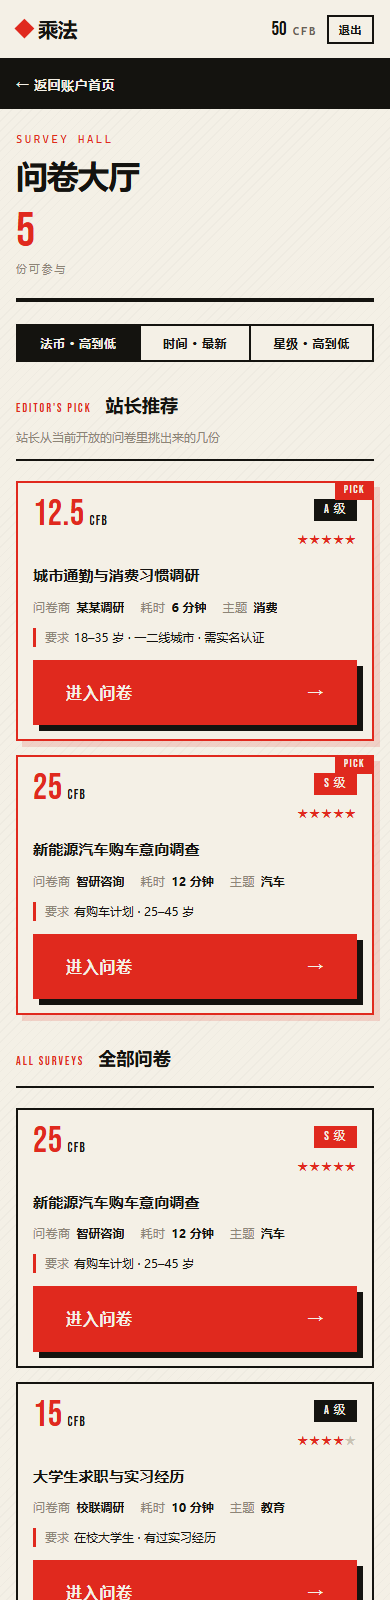 乘法
50 CFB 退出
← 返回账户首页
SURVEY HALL
问卷大厅
5
份可参与
法币·高到低 时间·最新 星级·高到低
EDITOR'S PICK 站长推荐
站长从当前开放的问卷里挑出来的几份
PICK
12.5 CFB A 级
★★★★★
城市通勤与消费习惯调研
问卷商 某某调研 耗时 6 分钟 主题 消费
要求 18–35 岁 · 一二线城市 · 需实名认证
进入问卷 →
PICK
25 CFB S 级
★★★★★
新能源汽车购车意向调查
问卷商 智研咨询 耗时 12 分钟 主题 汽车
要求 有购车计划 · 25–45 岁
进入问卷 →
ALL SURVEYS 全部问卷
25 CFB S 级
★★★★★
新能源汽车购车意向调查
问卷商 智研咨询 耗时 12 分钟 主题 汽车
要求 有购车计划 · 25–45 岁
进入问卷 →
15 CFB A 级
★★★★★
大学生求职与实习经历
问卷商 校联调研 耗时 10 分钟 主题 教育
要求 在校大学生 · 有过实习经历
进入问卷 →